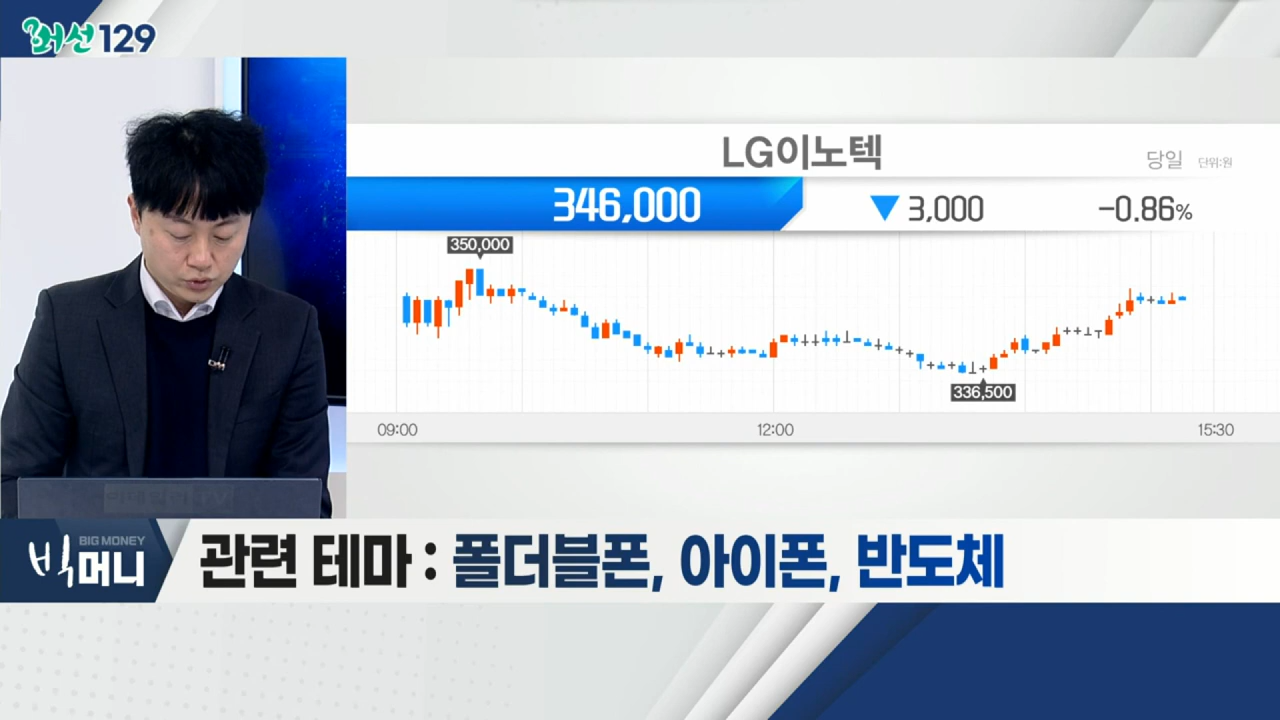 머선129
LG이노텍
당일 단위:원
346,000 ▼3,000 -0.86%
350,000
336,500
09:00 12:00 15:30
BIG MONEY
빅머니
관련 테마 : 폴더블폰, 아이폰, 반도체